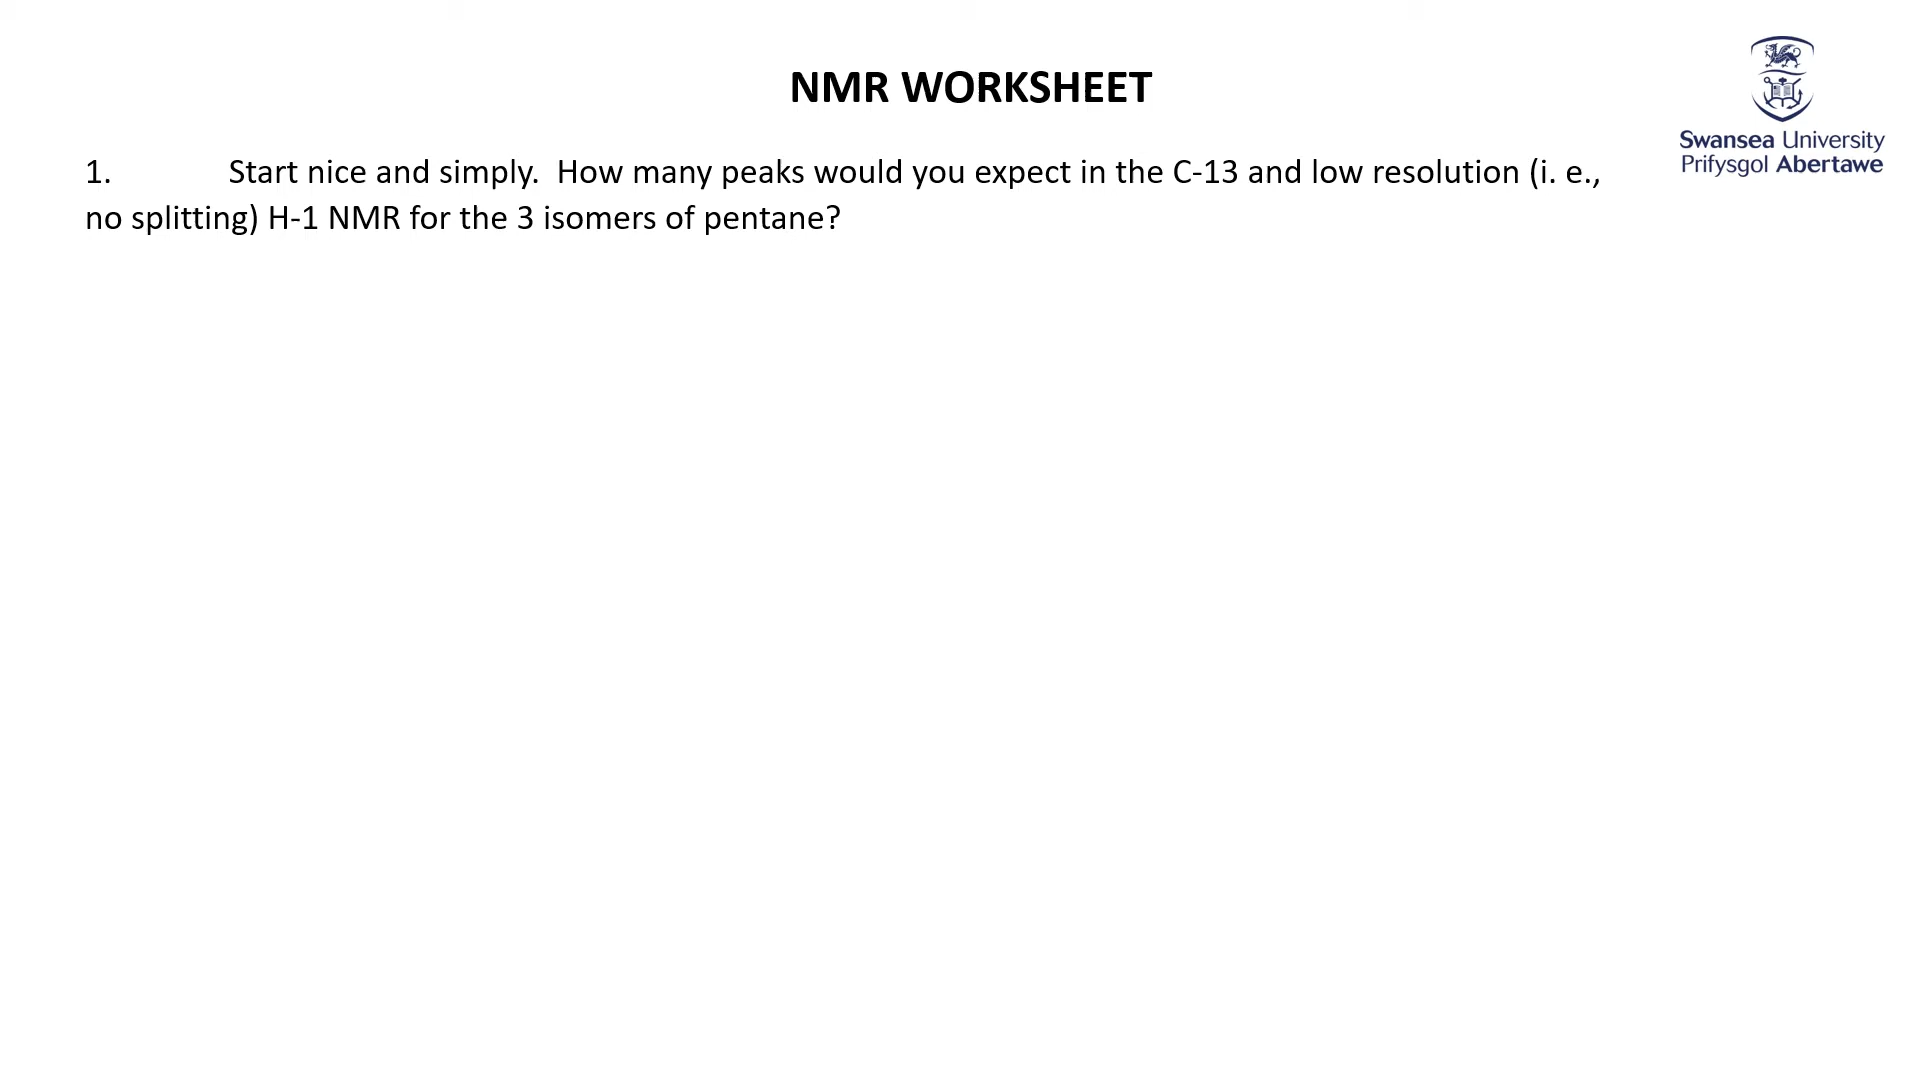 NMR WORKSHEET
Swansea University
Prifysgol Abertawe
1. Start nice and simply. How many peaks would you expect in the C-13 and low resolution (i. e.,
no splitting) H-1 NMR for the 3 isomers of pentane?